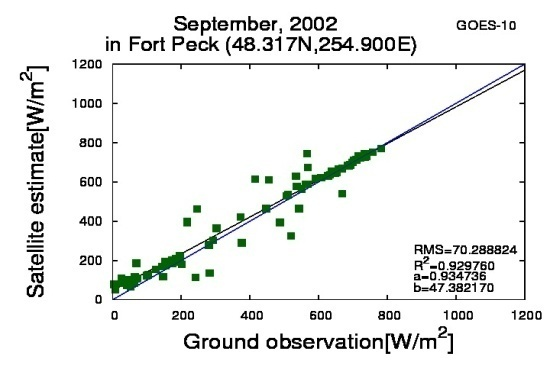 September, 2002
GOES-10
in Fort Peck (48.317N,254.900E)
Satellite estimate[W/m²]
1200
1000
800
600
400
200
0
RMS=70.288824
R²=0.929760
a=0.934736
b=47.382170
0 200 400 600 800 1000 1200
Ground observation[W/m²]